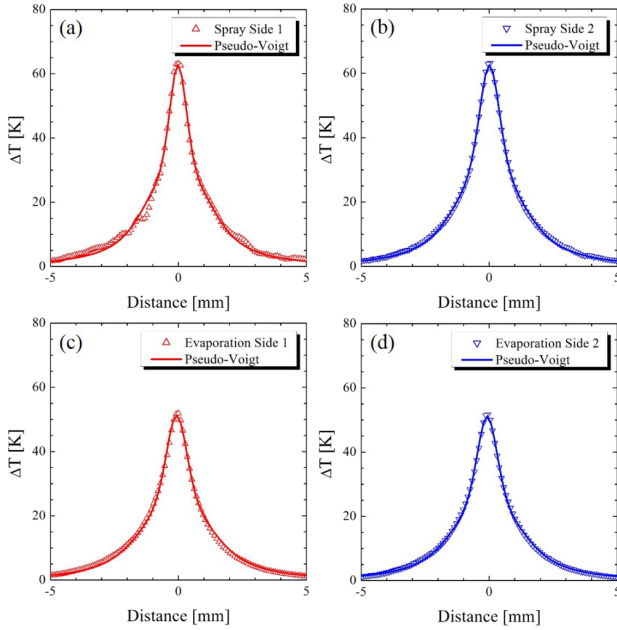 (a)
Spray Side 1
Pseudo-Voigt
ΔT [K]
80
60
40
20
0
-5
0
5
Distance [mm]
(b)
Spray Side 2
Pseudo-Voigt
ΔT [K]
80
60
40
20
0
-5
0
5
Distance [mm]
(c)
Evaporation Side 1
Pseudo-Voigt
ΔT [K]
80
60
40
20
0
-5
0
5
Distance [mm]
(d)
Evaporation Side 2
Pseudo-Voigt
ΔT [K]
80
60
40
20
0
-5
0
5
Distance [mm]